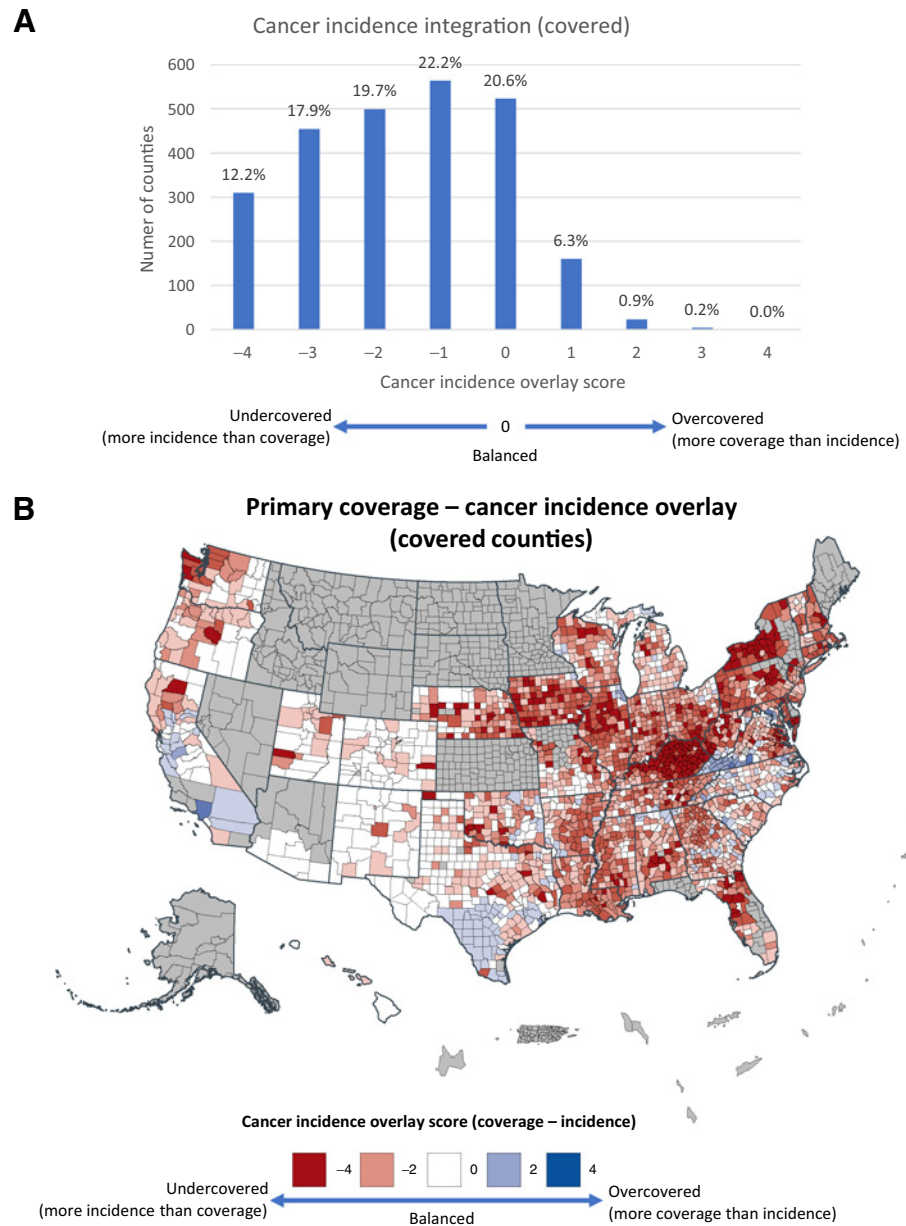 A
Cancer incidence integration (covered)
Numer of counties
600
500
400
300
200
100
0
12.2%
17.9%
19.7%
22.2%
20.6%
6.3%
0.9%
0.2%
0.0%
−4 −3 −2 −1 0 1 2 3 4
Cancer incidence overlay score
Undercovered
(more incidence than coverage)
0
Balanced
Overcovered
(more coverage than incidence)
B
Primary coverage – cancer incidence overlay
(covered counties)
Cancer incidence overlay score (coverage – incidence)
−4 −2 0 2 4
Undercovered
(more incidence than coverage)
Balanced
Overcovered
(more coverage than incidence)